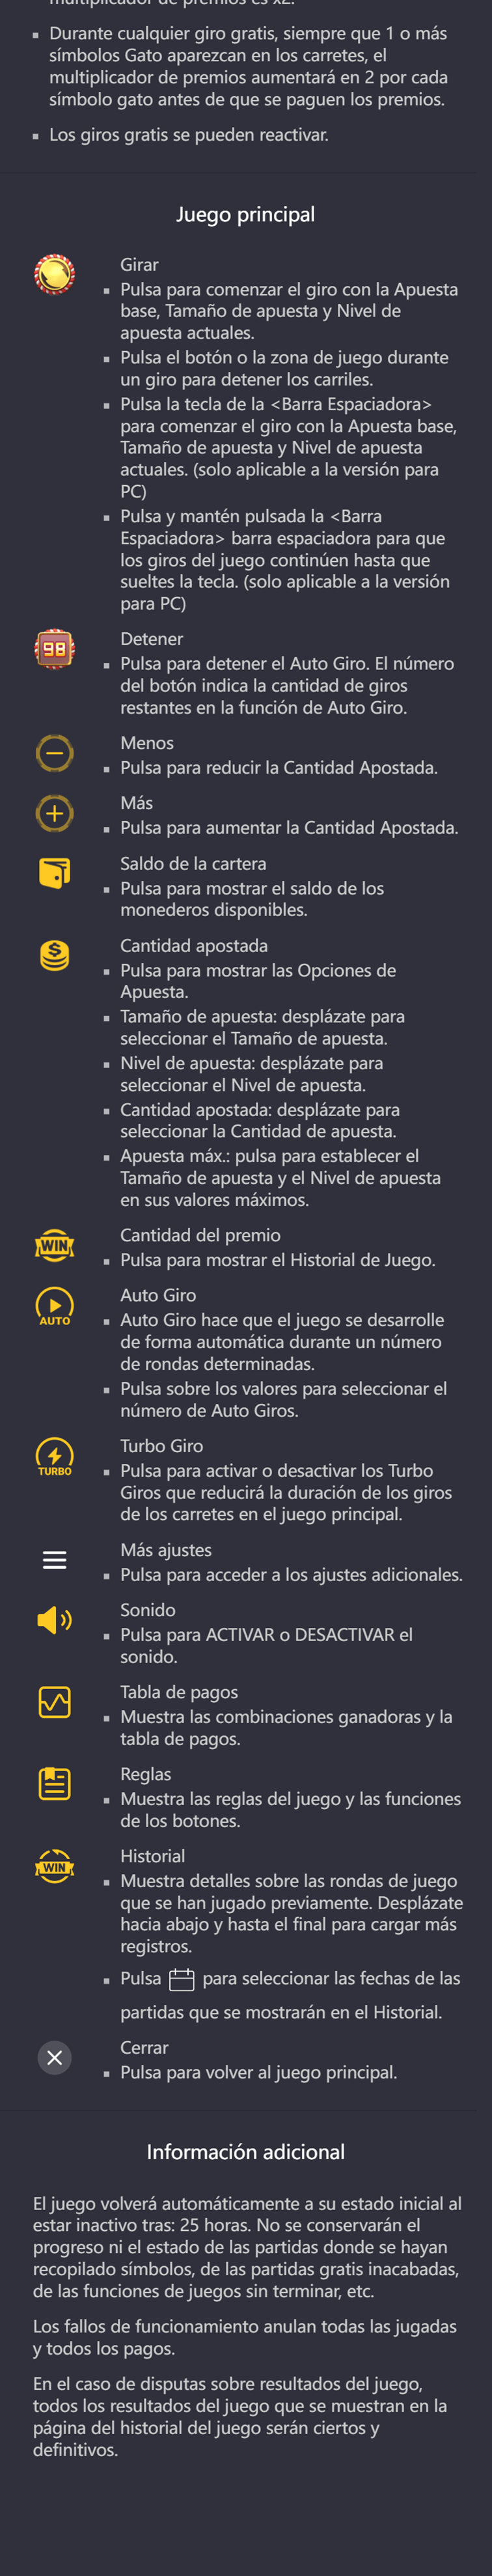 multiplicador de premios es x2.
▪ Durante cualquier giro gratis, siempre que 1 o más
símbolos Gato aparezcan en los carretes, el
multiplicador de premios aumentará en 2 por cada
símbolo gato antes de que se paguen los premios.
▪ Los giros gratis se pueden reactivar.
Juego principal
Girar
▪ Pulsa para comenzar el giro con la Apuesta
base, Tamaño de apuesta y Nivel de
apuesta actuales.
▪ Pulsa el botón o la zona de juego durante
un giro para detener los carriles.
▪ Pulsa la tecla de la <Barra Espaciadora>
para comenzar el giro con la Apuesta base,
Tamaño de apuesta y Nivel de apuesta
actuales. (solo aplicable a la versión para
PC)
▪ Pulsa y mantén pulsada la <Barra
Espaciadora> barra espaciadora para que
los giros del juego continúen hasta que
sueltes la tecla. (solo aplicable a la versión
para PC)
98
Detener
▪ Pulsa para detener el Auto Giro. El número
del botón indica la cantidad de giros
restantes en la función de Auto Giro.
Menos
▪ Pulsa para reducir la Cantidad Apostada.
Más
▪ Pulsa para aumentar la Cantidad Apostada.
Saldo de la cartera
▪ Pulsa para mostrar el saldo de los
monederos disponibles.
Cantidad apostada
▪ Pulsa para mostrar las Opciones de
Apuesta.
▪ Tamaño de apuesta: desplázate para
seleccionar el Tamaño de apuesta.
▪ Nivel de apuesta: desplázate para
seleccionar el Nivel de apuesta.
▪ Cantidad apostada: desplázate para
seleccionar la Cantidad de apuesta.
▪ Apuesta máx.: pulsa para establecer el
Tamaño de apuesta y el Nivel de apuesta
en sus valores máximos.
WIN
Cantidad del premio
▪ Pulsa para mostrar el Historial de Juego.
AUTO
Auto Giro
▪ Auto Giro hace que el juego se desarrolle
de forma automática durante un número
de rondas determinadas.
▪ Pulsa sobre los valores para seleccionar el
número de Auto Giros.
TURBO
Turbo Giro
▪ Pulsa para activar o desactivar los Turbo
Giros que reducirá la duración de los giros
de los carretes en el juego principal.
Más ajustes
▪ Pulsa para acceder a los ajustes adicionales.
Sonido
▪ Pulsa para ACTIVAR o DESACTIVAR el
sonido.
Tabla de pagos
▪ Muestra las combinaciones ganadoras y la
tabla de pagos.
Reglas
▪ Muestra las reglas del juego y las funciones
de los botones.
WIN
Historial
▪ Muestra detalles sobre las rondas de juego
que se han jugado previamente. Desplázate
hacia abajo y hasta el final para cargar más
registros.
▪ Pulsa para seleccionar las fechas de las
partidas que se mostrarán en el Historial.
Cerrar
▪ Pulsa para volver al juego principal.
Información adicional
El juego volverá automáticamente a su estado inicial al
estar inactivo tras: 25 horas. No se conservarán el
progreso ni el estado de las partidas donde se hayan
recopilado símbolos, de las partidas gratis inacabadas,
de las funciones de juegos sin terminar, etc.
Los fallos de funcionamiento anulan todas las jugadas
y todos los pagos.
En el caso de disputas sobre resultados del juego,
todos los resultados del juego que se muestran en la
página del historial del juego serán ciertos y
definitivos.